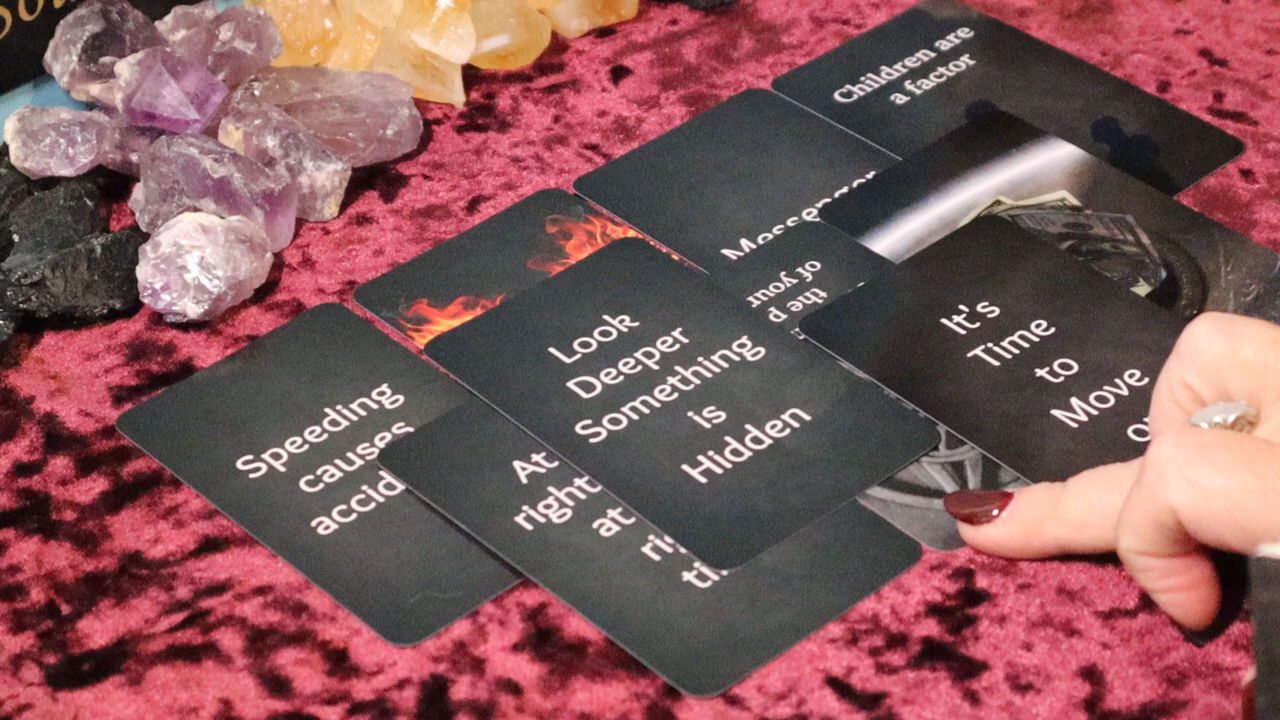 Children are
a factor
Messenger
of your
the
It's
Time
to
Move
Look
Deeper
Something
is
Hidden
Speeding
causes
accid
At
right
at
ri
ti